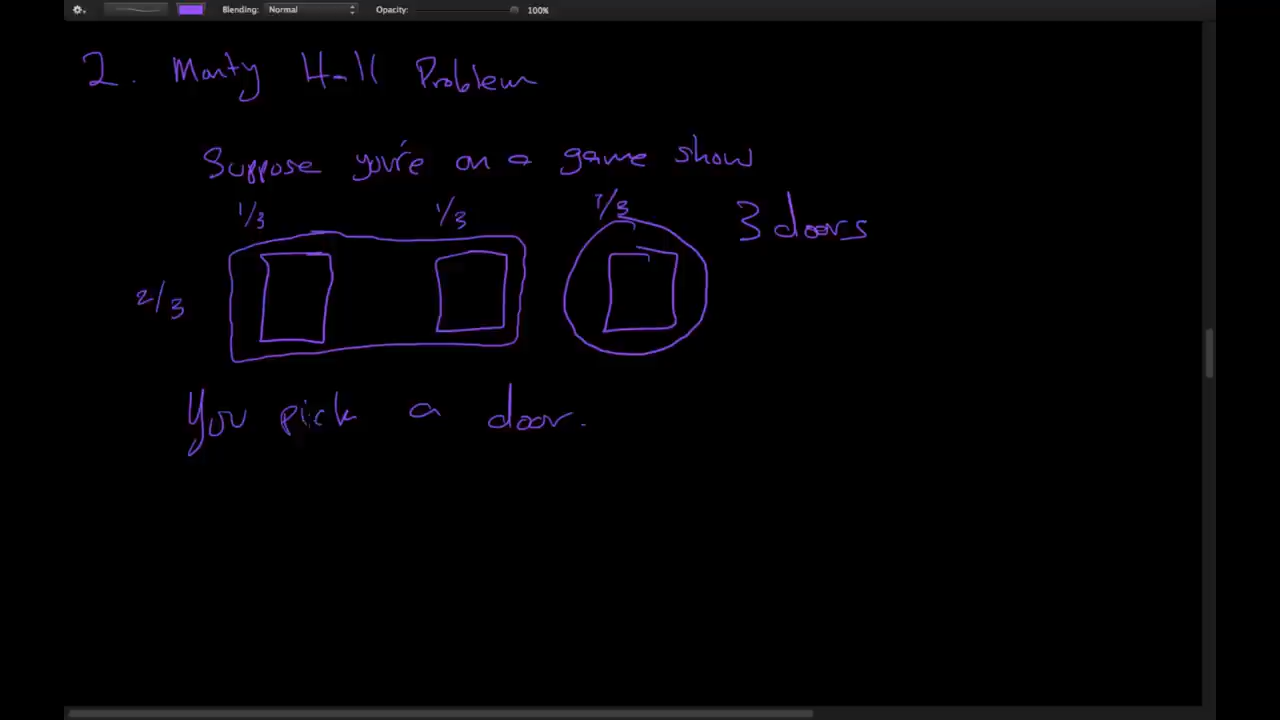 Blending: Normal Opacity: 100%
2. Monty Hall Problem
Suppose you're on a game show
1/3 1/3 1/3 3 doors
2/3
You pick a door.